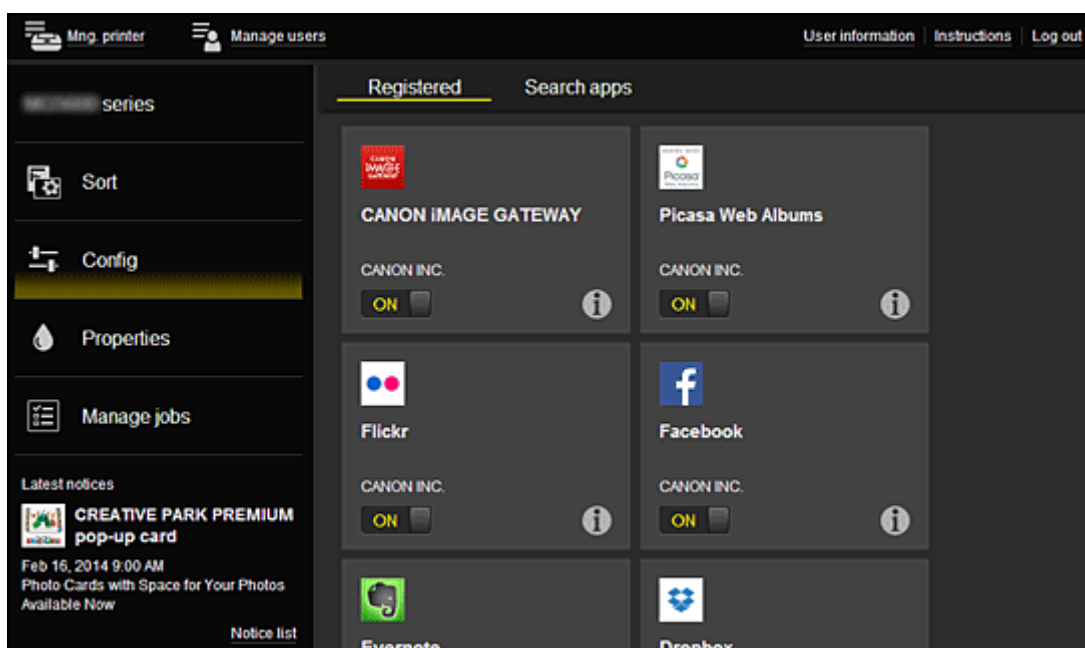 Mng. printer
Manage users
User information
Instructions
Log out
series
Sort
Config
Properties
Manage jobs
Latest notices
CREATIVE PARK PREMIUM
pop-up card
Feb 16, 2014 9:00 AM
Photo Cards with Space for Your Photos
Available Now
Notice list
Registered
Search apps
CANON iMAGE GATEWAY
CANON INC.
ON
Picasa
Picasa Web Albums
CANON INC.
ON
Flickr
CANON INC.
ON
Facebook
CANON INC.
ON
Evernote
Dropbox